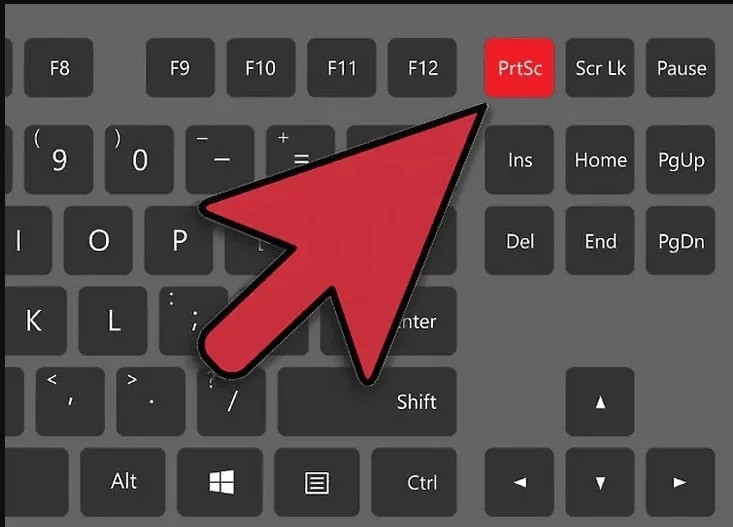 F8 F9 F10 F11 F12 PrtSc Scr Lk Pause
( ) _ +
9 0 – = Ins Home PgUp
I O P [ Del End PgDn
:
K L ; nter
< > ?
, . / Shift
Alt Ctrl